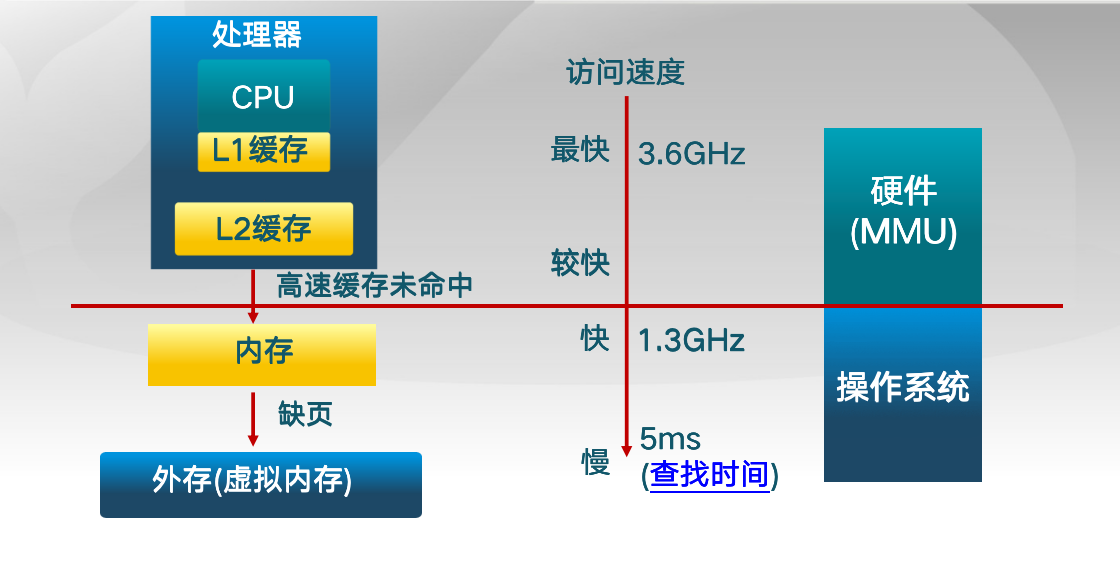 处理器
CPU
L1缓存
L2缓存
高速缓存未命中
内存
缺页
外存(虚拟内存)
访问速度
最快
3.6GHz
较快
快
1.3GHz
慢
5ms
(查找时间)
硬件
(MMU)
操作系统